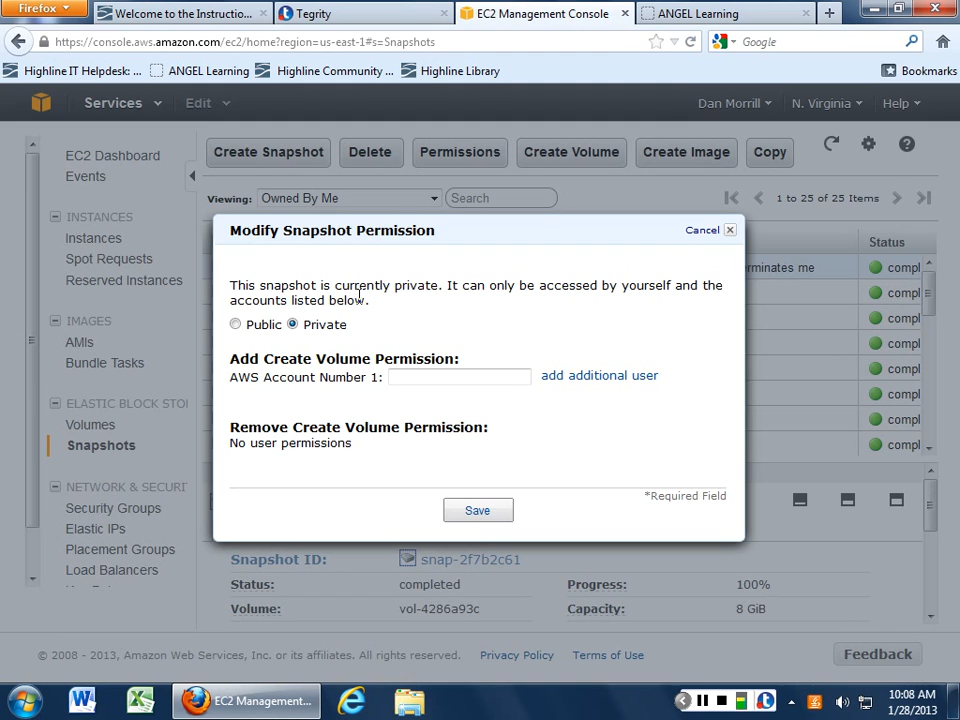 Firefox
Welcome to the Instructio...
Tegrity
EC2 Management Console
ANGEL Learning
https://console.aws.amazon.com/ec2/home?region=us-east-1#s=Snapshots
Google
Highline IT Helpdesk: ...
ANGEL Learning
Highline Community ...
Highline Library
Bookmarks
Services
Edit
Dan Morrill
N. Virginia
Help
EC2 Dashboard
Events
INSTANCES
Instances
Spot Requests
Reserved Instances
IMAGES
AMIs
Bundle Tasks
ELASTIC BLOCK STO
Volumes
Snapshots
NETWORK & SECURI
Security Groups
Elastic IPs
Placement Groups
Load Balancers
Create Snapshot
Delete
Permissions
Create Volume
Create Image
Copy
Viewing:
Owned By Me
Search
1 to 25 of 25 Items
Status
erminates me
compl
compl
compl
compl
compl
compl
compl
compl
Modify Snapshot Permission
Cancel
This snapshot is currently private. It can only be accessed by yourself and the
accounts listed below.
Public
Private
Add Create Volume Permission:
AWS Account Number 1:
add additional user
Remove Create Volume Permission:
No user permissions
*Required Field
Save
Snapshot ID:
snap-2f7b2c61
Status:
completed
Progress:
100%
Volume:
vol-4286a93c
Capacity:
8 GiB
© 2008 - 2013, Amazon Web Services, Inc. or its affiliates. All rights reserved.
Privacy Policy
Terms of Use
Feedback
EC2 Management...
10:08 AM
1/28/2013